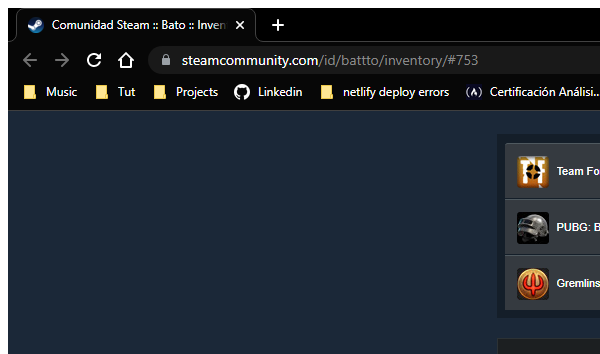 Comunidad Steam :: Bato :: Inven
steamcommunity.com/id/battto/inventory/#753
Music Tut Projects Linkedin netlify deploy errors Certificación Análisi...
Team Fo
PUBG: B
Gremlins